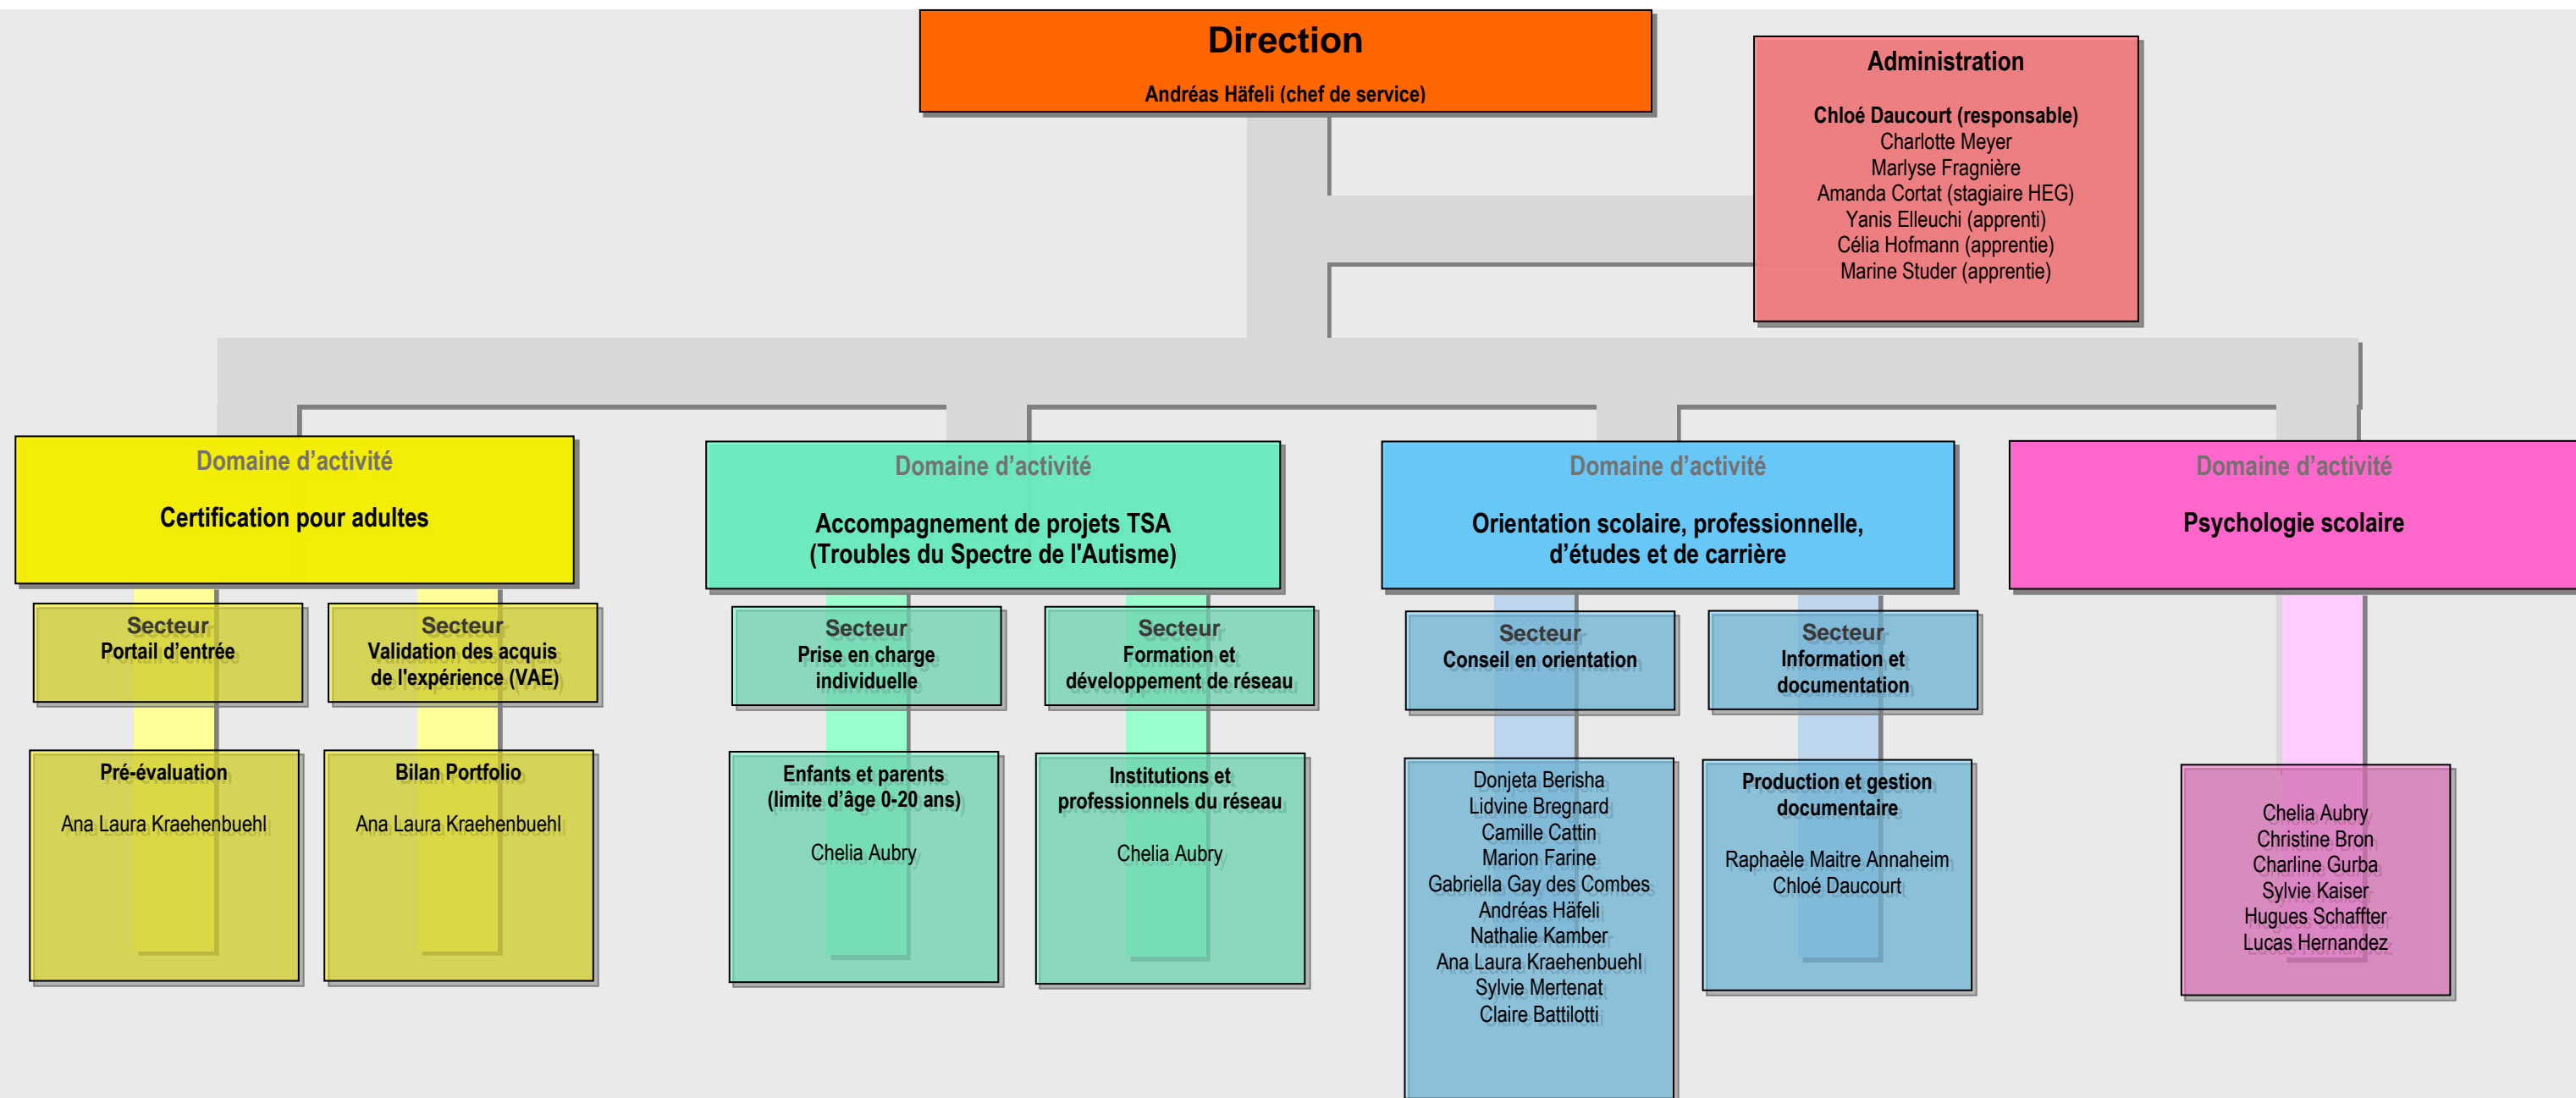 Direction
Andréas Häfeli (chef de service)
Administration
Chloé Daucourt (responsable)
Charlotte Meyer
Marlyse Fragnière
Amanda Cortat (stagiaire HEG)
Yanis Elleuchi (apprenti)
Célia Hofmann (apprentie)
Marine Studer (apprentie)
Domaine d’activité
Certification pour adultes
Secteur
Portail d’entrée
Pré-évaluation
Ana Laura Kraehenbuehl
Secteur
Validation des acquis
de l'expérience (VAE)
Bilan Portfolio
Ana Laura Kraehenbuehl
Domaine d’activité
Accompagnement de projets TSA
(Troubles du Spectre de l'Autisme)
Secteur
Prise en charge
individuelle
Enfants et parents
(limite d’âge 0-20 ans)
Chelia Aubry
Secteur
Formation et
développement de réseau
Institutions et
professionnels du réseau
Chelia Aubry
Domaine d’activité
Orientation scolaire, professionnelle,
d’études et de carrière
Secteur
Conseil en orientation
Donjeta Berisha
Lidvine Bregnard
Camille Cattin
Marion Farine
Gabriella Gay des Combes
Andréas Häfeli
Nathalie Kamber
Ana Laura Kraehenbuehl
Sylvie Mertenat
Claire Battilotti
Secteur
Information et
documentation
Production et gestion
documentaire
Raphaèle Maitre Annaheim
Chloé Daucourt
Domaine d’activité
Psychologie scolaire
Chelia Aubry
Christine Bron
Charline Gurba
Sylvie Kaiser
Hugues Schaffter
Lucas Hernandez